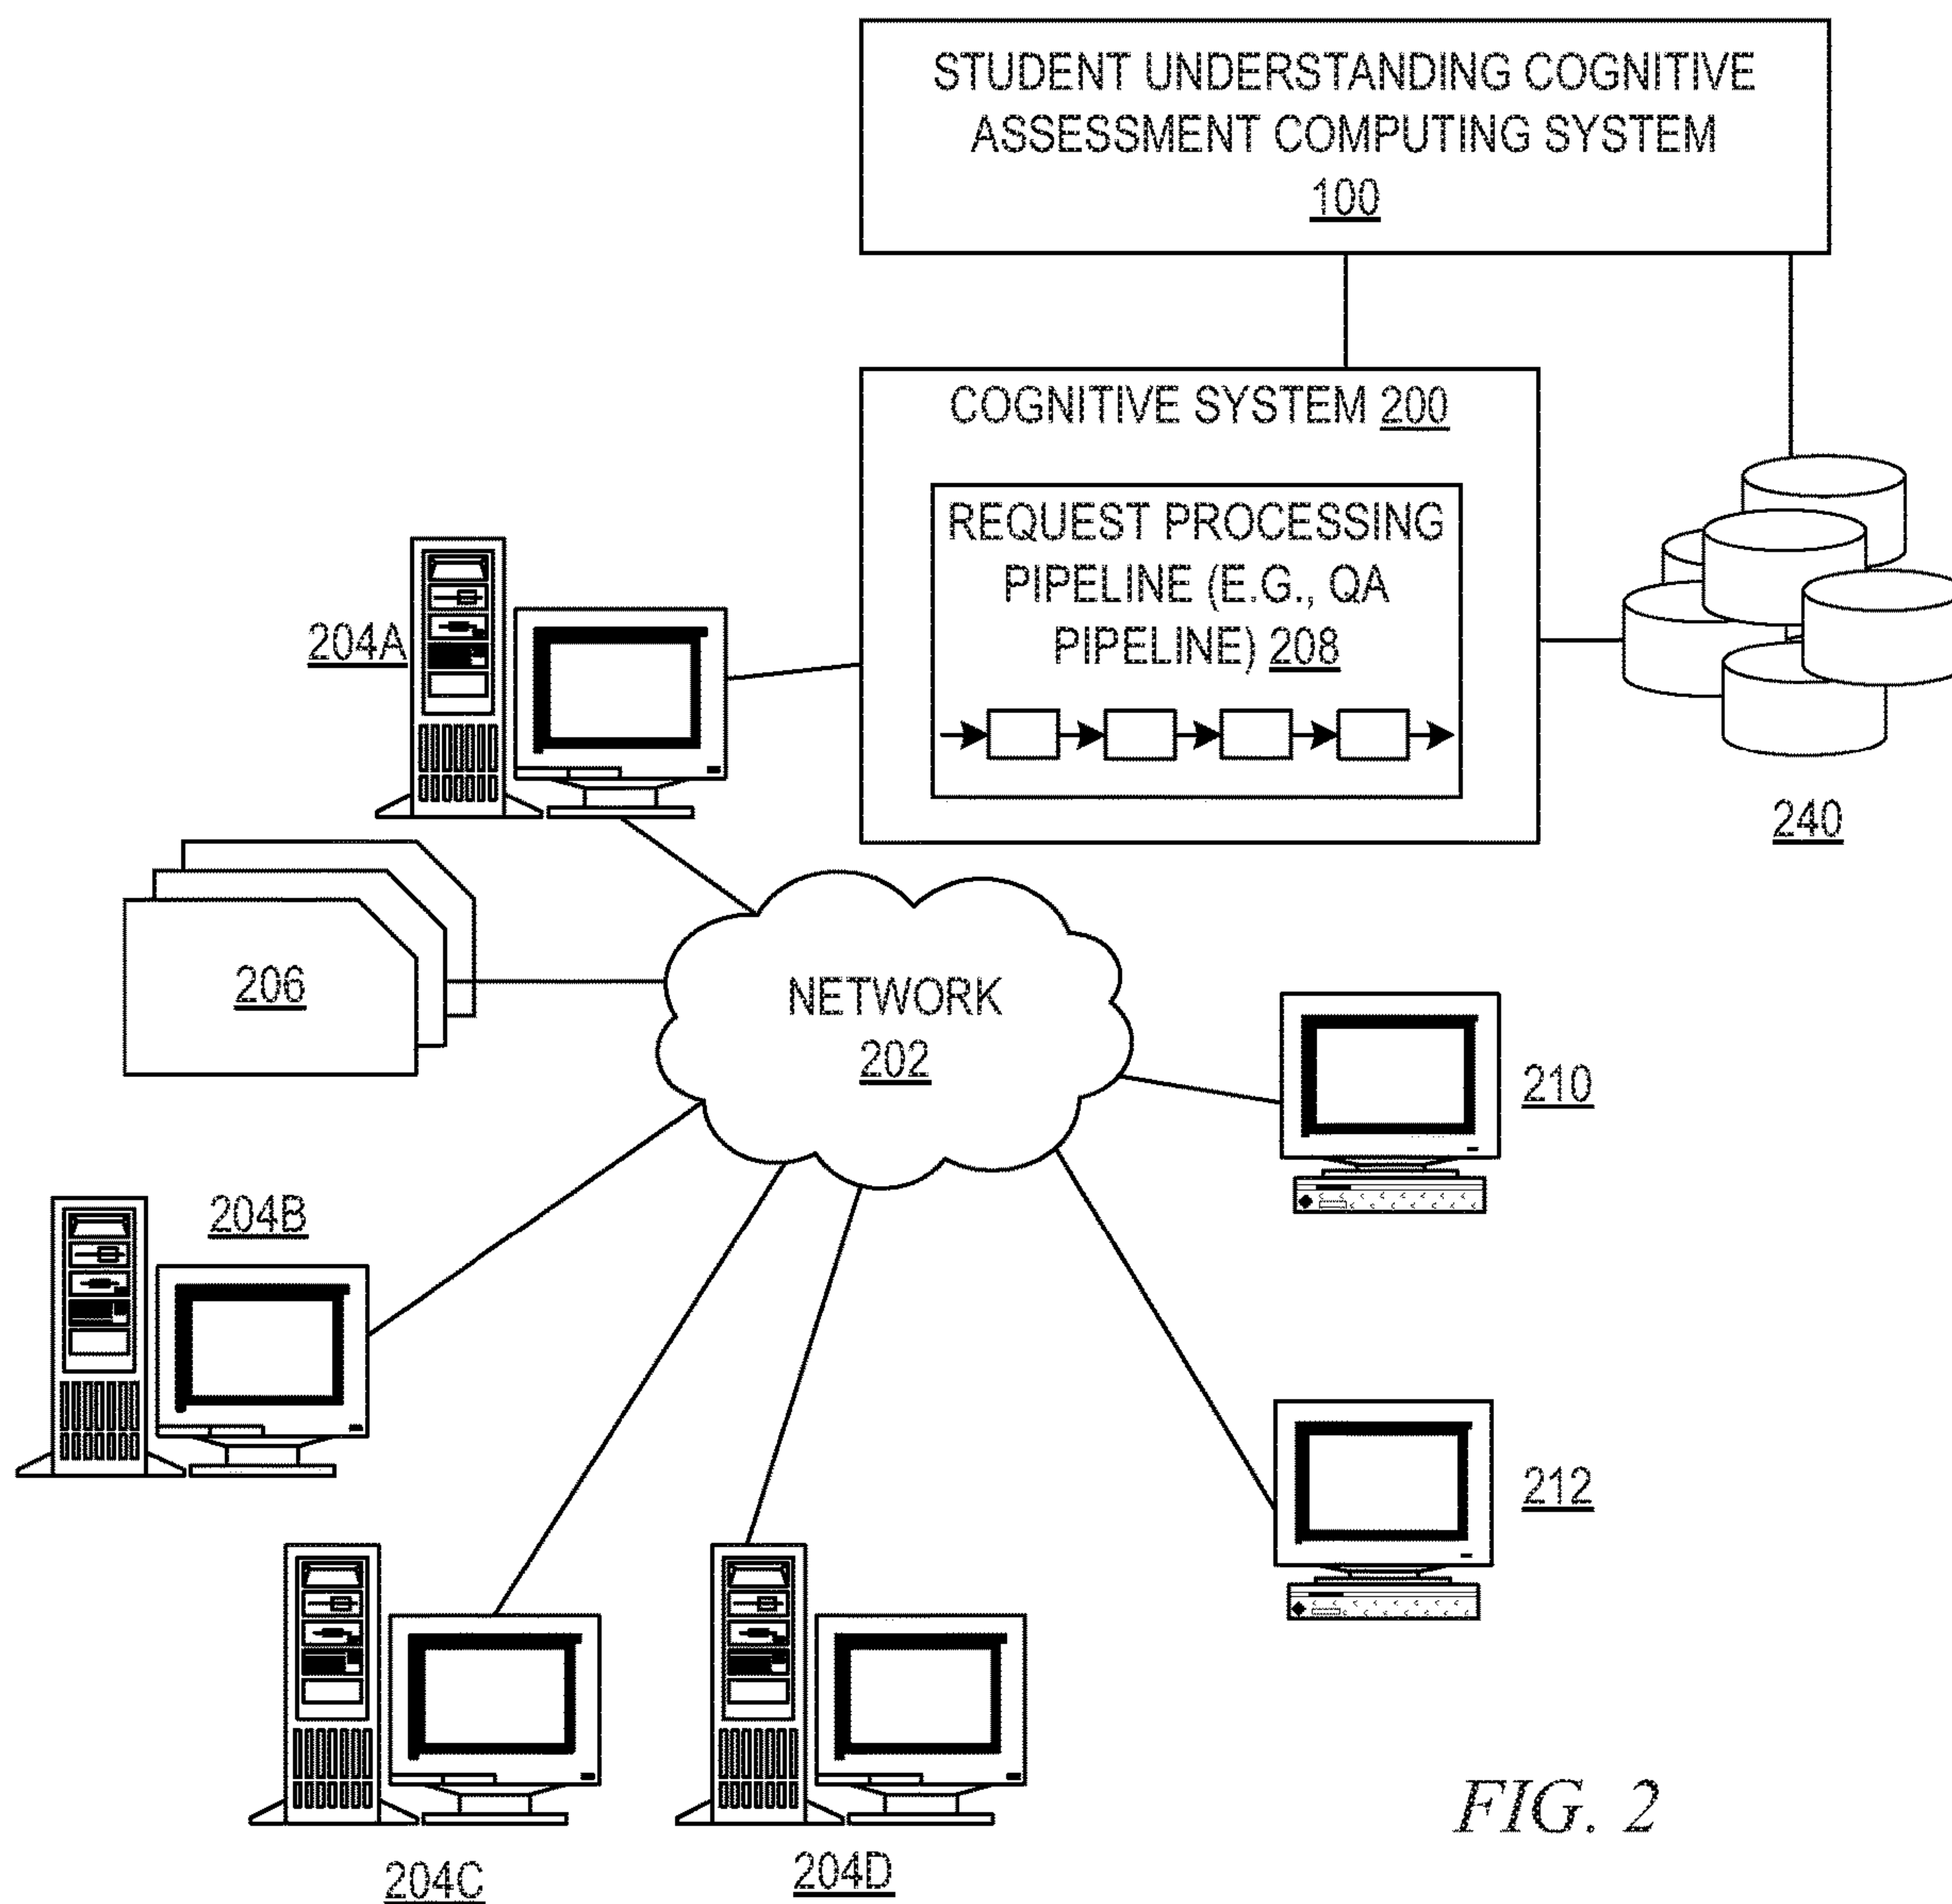 STUDENT UNDERSTANDING COGNITIVE
ASSESSMENT COMPUTING SYSTEM
100
COGNITIVE SYSTEM 200
REQUEST PROCESSING
PIPELINE (E.G., QA
PIPELINE) 208
204A
240
206
NETWORK
202
210
204B
212
204C
204D
FIG. 2